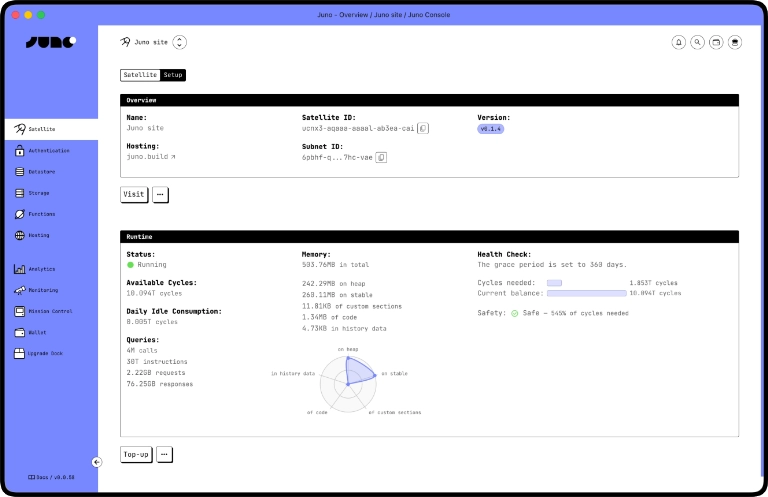 Juno - Overview / Juno site / Juno Console
JUNO
Juno site
Satellite
Setup
Satellite
Authentication
Datastore
Storage
Functions
Hosting
Analytics
Monitoring
Mission Control
Wallet
Upgrade Dock
Docs /
Overview
Name:
Juno site
Hosting:
juno.build ↗
Satellite ID:
ucnx3-aqaaa-aaaal-ab3ea-cai
Subnet ID:
6pbhf-q...7hc-vae
Version:
v0.1.4
Visit
...
Runtime
Status:
Running
Available Cycles:
10.094T cycles
Daily Idle Consumption:
0.005T cycles
Queries:
4M calls
30T instructions
2.22GB requests
76.25GB responses
Memory:
503.76MB in total
242.29MB on heap
260.11MB on stable
11.81KB of custom sections
1.34MB of code
4.73KB in history data
on heap
in history data
on stable
of code
of custom sections
Health Check:
The grace period is set to 360 days.
Cycles needed:
1.853T cycles
Current balance:
10.094T cycles
Safety:
Safe – 545% of cycles needed
Top-up
...